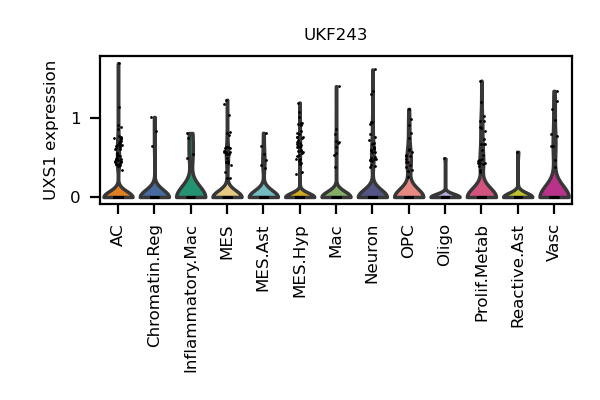 UKF243
UXS1 expression
1
0
AC
Chromatin.Reg
Inflammatory.Mac
MES
MES.Ast
MES.Hyp
Mac
Neuron
OPC
Oligo
Prolif.Metab
Reactive.Ast
Vasc